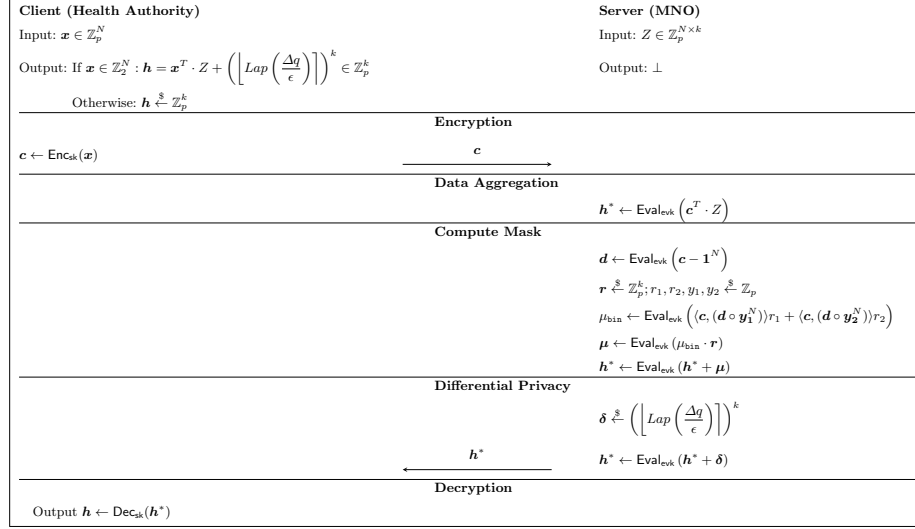 Client (Health Authority) Server (MNO)
Input: 𝒙 ∈ ℤ_p^N Input: Z ∈ ℤ_p^{N×k}
Output: If 𝒙 ∈ ℤ_2^N : 𝒉 = 𝒙^T · Z + (⌊Lap(Δq/ϵ)⌉)^k ∈ ℤ_p^k Output: ⊥
Otherwise: 𝒉 ←$ ℤ_p^k
Encryption
𝒄 ← Enc_sk(𝒙) 𝒄
Data Aggregation
𝒉* ← Eval_evk(𝒄^T · Z)
Compute Mask
𝒅 ← Eval_evk(𝒄 − 𝟏^N)
𝒓 ←$ ℤ_p^k; r_1, r_2, y_1, y_2 ←$ ℤ_p
μ_bin ← Eval_evk(⟨𝒄, (𝒅 ∘ 𝒚_1^N)⟩r_1 + ⟨𝒄, (𝒅 ∘ 𝒚_2^N)⟩r_2)
𝝁 ← Eval_evk(μ_bin · 𝒓)
𝒉* ← Eval_evk(𝒉* + 𝝁)
Differential Privacy
𝜹 ←$ (⌊Lap(Δq/ϵ)⌉)^k
𝒉* 𝒉* ← Eval_evk(𝒉* + 𝜹)
Decryption
Output 𝒉 ← Dec_sk(𝒉*)